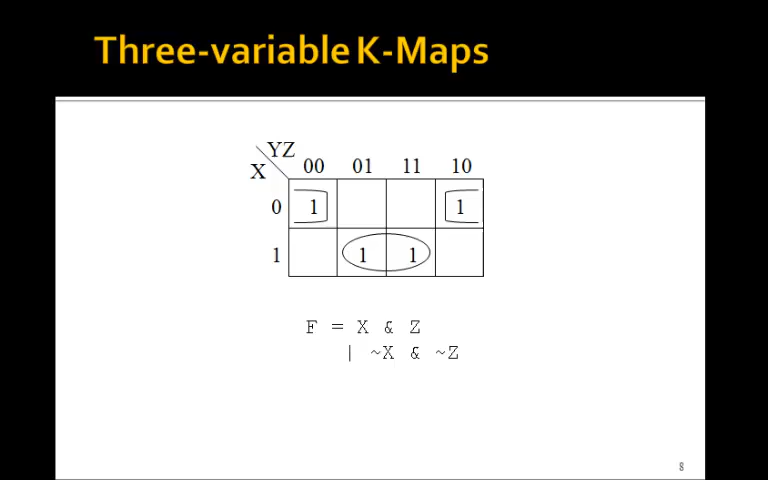 Three-variable K-Maps
YZ
X
00 01 11 10
0 1 1
1 1 1
F = X & Z
| ~X & ~Z
8